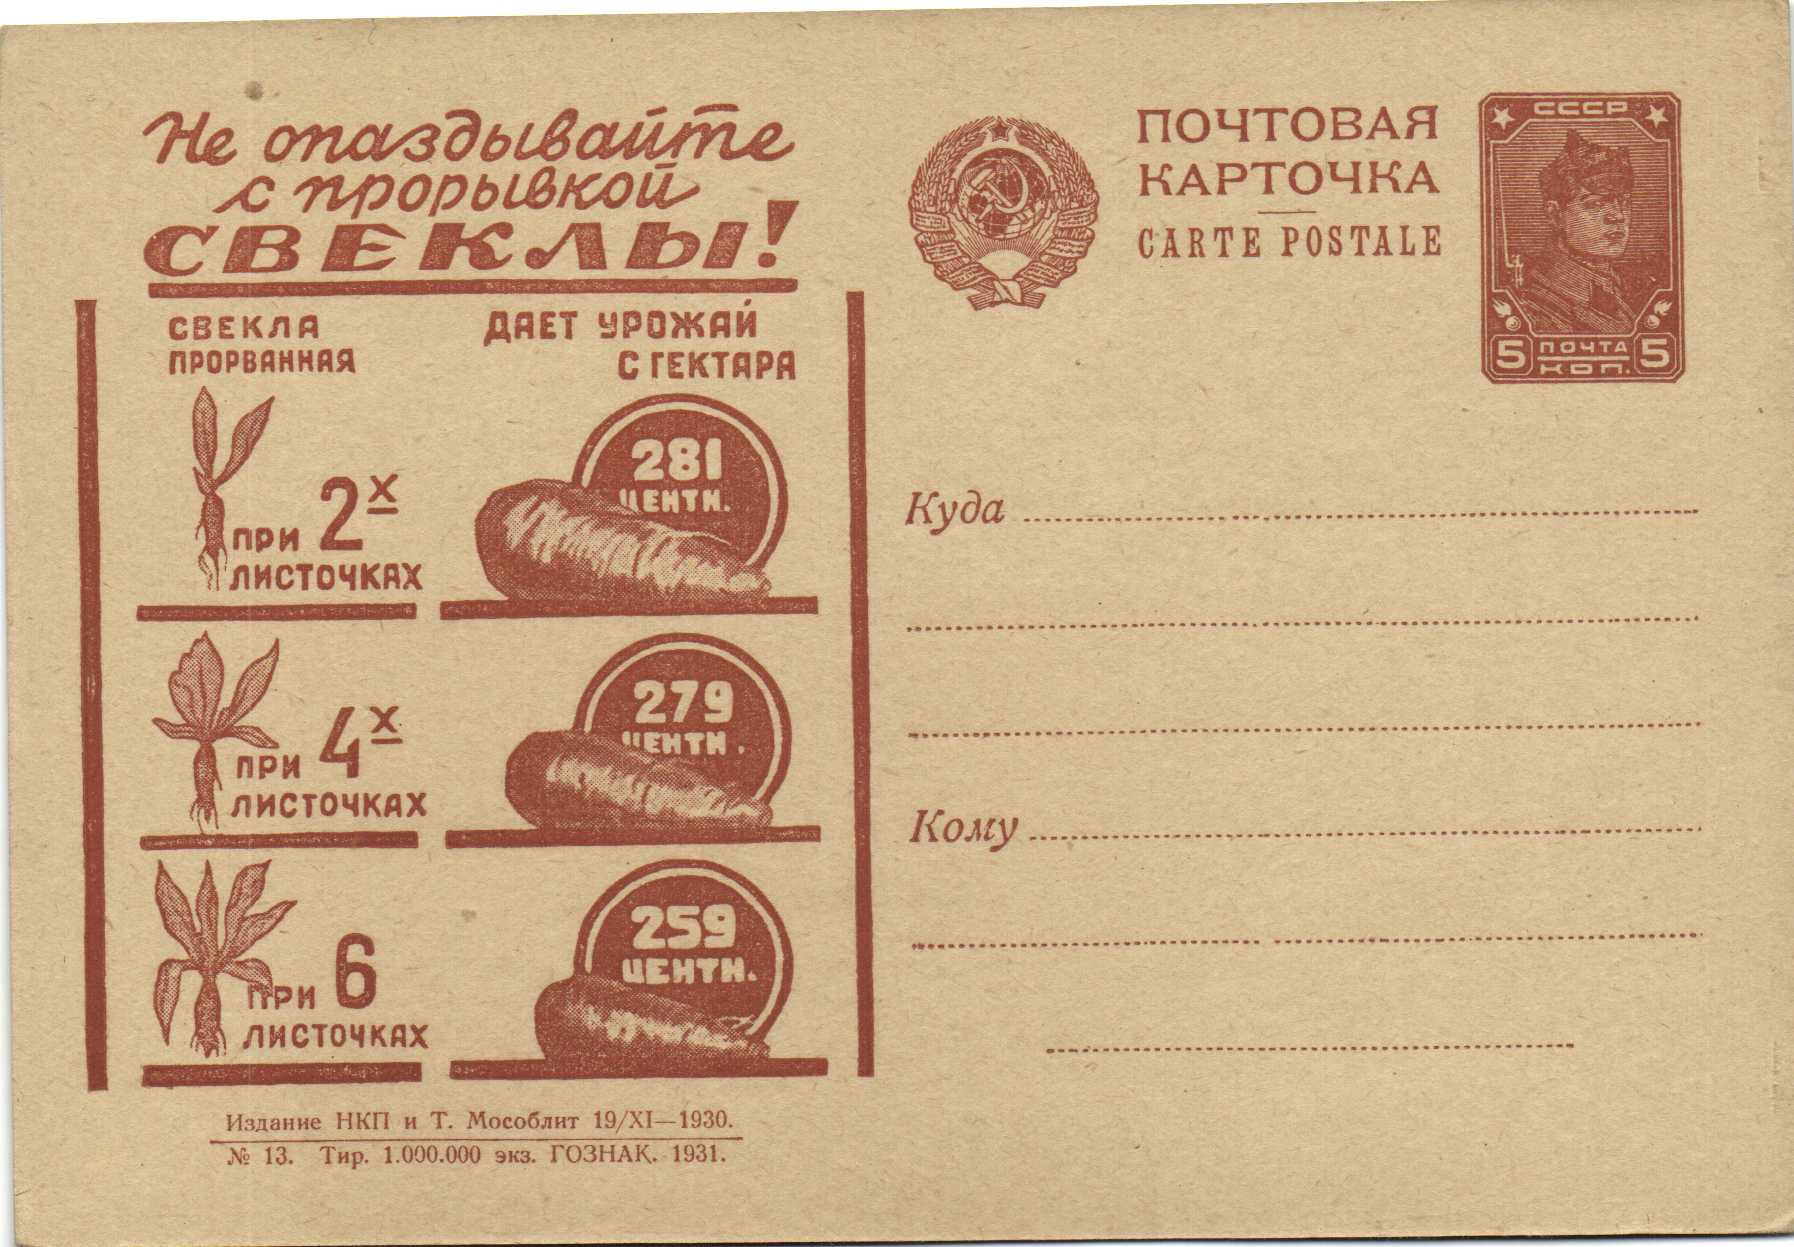 Не опаздывайте
с прорывкой
СВЕКЛЫ!
СВЕКЛА
ПРОРВАННАЯ
ДАЕТ УРОЖАЙ
С ГЕКТАРА
ПРИ 2х
ЛИСТОЧКАХ
281
ЦЕНТН.
ПРИ 4х
ЛИСТОЧКАХ
279
ЦЕНТН.
ПРИ 6
ЛИСТОЧКАХ
259
ЦЕНТН.
Издание НКП и Т. Мособлит 19/XI—1930.
№ 13. Тир. 1.000.000 экз. ГОЗНАК. 1931.
ПОЧТОВАЯ
КАРТОЧКА
CARTE POSTALE
СССР
5 ПОЧТА 5
КОП.
Куда
Кому